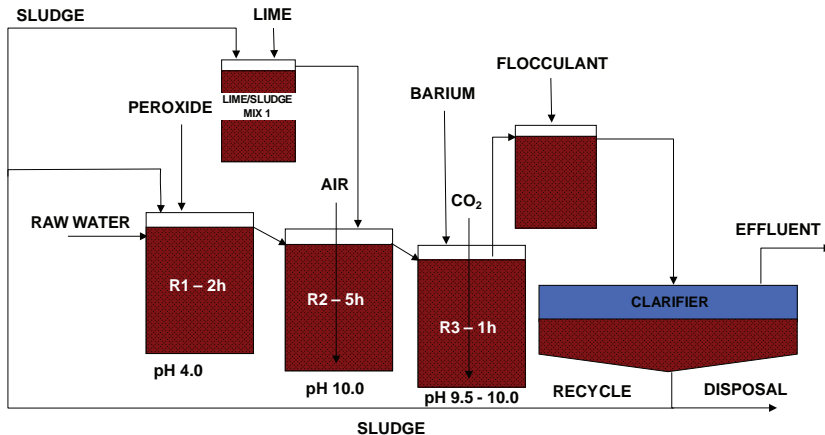 SLUDGE
LIME
FLOCCULANT
LIME/SLUDGE
MIX 1
PEROXIDE
BARIUM
AIR
CO₂
RAW WATER
EFFLUENT
R1 – 2h
R2 – 5h
R3 – 1h
CLARIFIER
pH 4.0
pH 10.0
pH 9.5 - 10.0
RECYCLE
DISPOSAL
SLUDGE